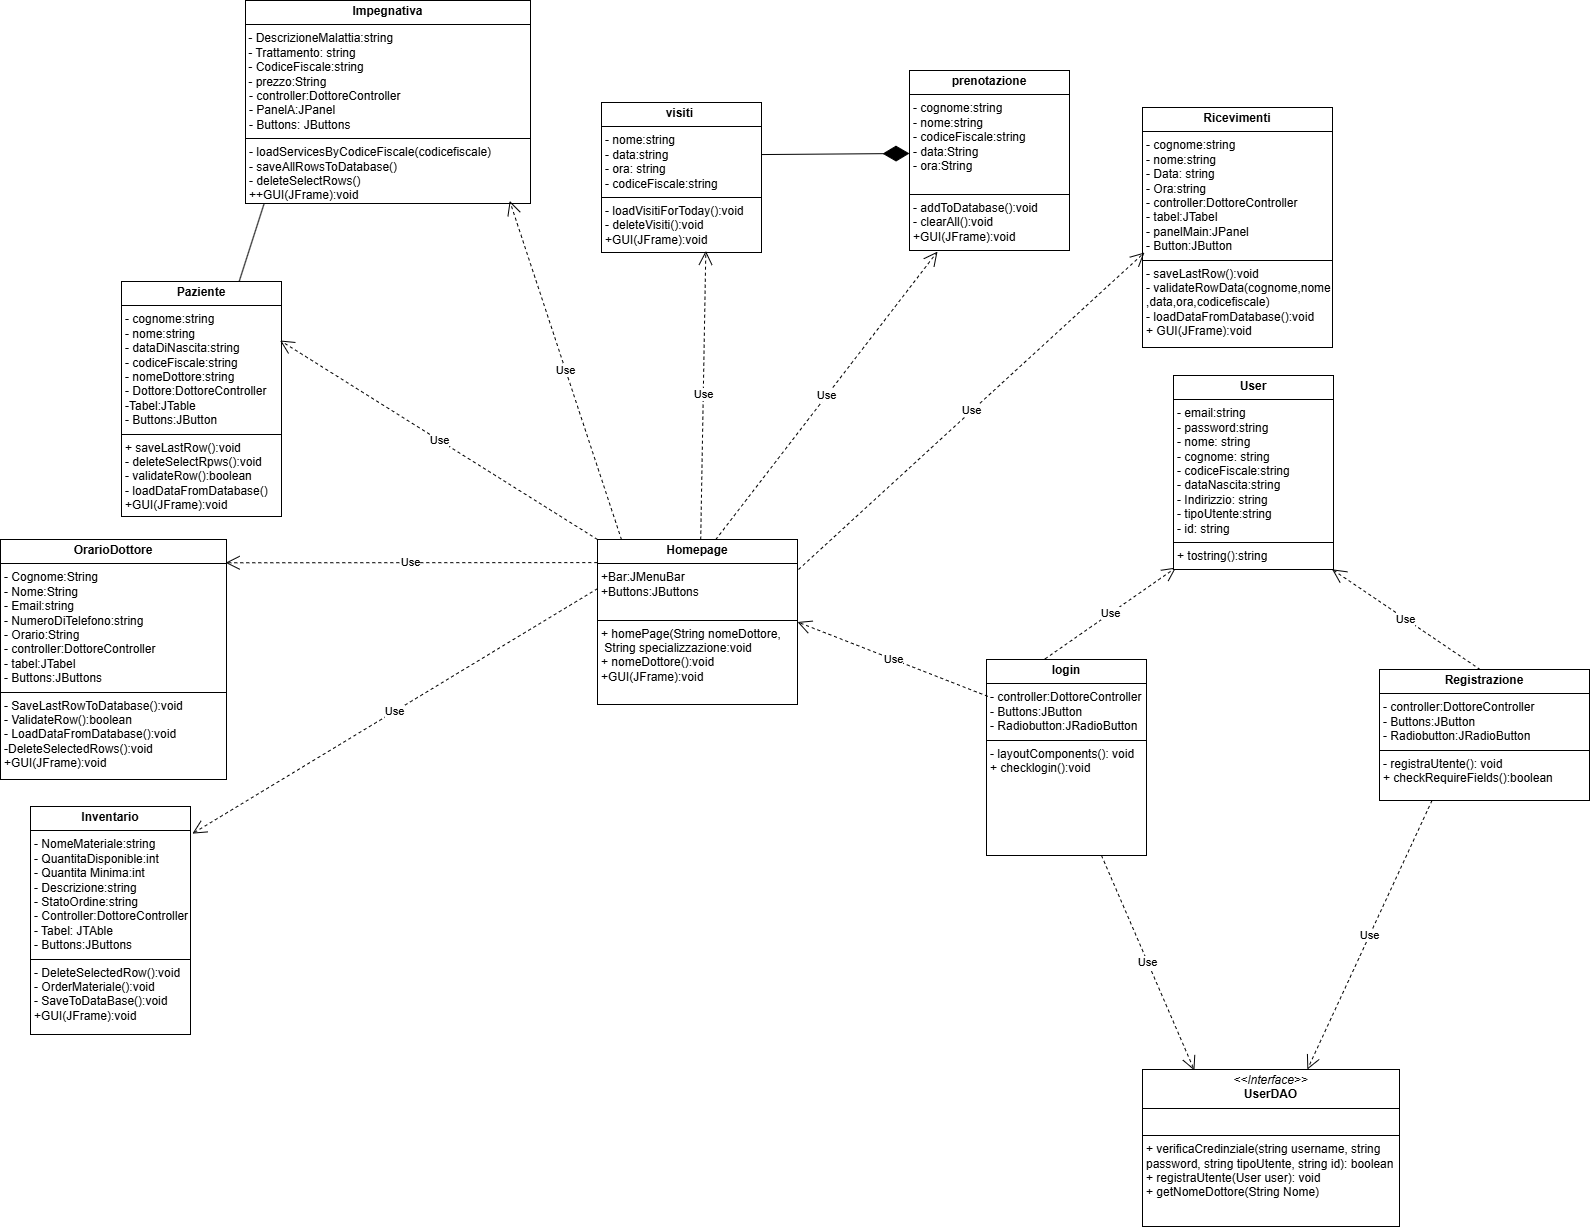 Impegnativa
- DescrizioneMalattia:string
- Trattamento: string
- CodiceFiscale:string
- prezzo:String
- controller:DottoreController
- PanelA:JPanel
- Buttons: JButtons
- loadServicesByCodiceFiscale(codicefiscale)
- saveAllRowsToDatabase()
- deleteSelectRows()
++GUI(JFrame):void
visiti
- nome:string
- data:string
- ora: string
- codiceFiscale:string
- loadVisitiForToday():void
- deleteVisiti():void
+GUI(JFrame):void
prenotazione
- cognome:string
- nome:string
- codiceFiscale:string
- data:String
- ora:String
- addToDatabase():void
- clearAll():void
+GUI(JFrame):void
Ricevimenti
- cognome:string
- nome:string
- Data: string
- Ora:string
- controller:DottoreController
- tabel:JTabel
- panelMain:JPanel
- Button:JButton
- saveLastRow():void
- validateRowData(cognome,nome
,data,ora,codicefiscale)
- loadDataFromDatabase():void
+ GUI(JFrame):void
Paziente
- cognome:string
- nome:string
- dataDiNascita:string
- codiceFiscale:string
- nomeDottore:string
- Dottore:DottoreController
-Tabel:JTable
- Buttons:JButton
+ saveLastRow():void
- deleteSelectRpws():void
- validateRow():boolean
- loadDataFromDatabase()
+GUI(JFrame):void
Use
Use
Use
Use
Use
User
- email:string
- password:string
- nome: string
- cognome: string
- codiceFiscale:string
- dataNascita:string
- Indirizzio: string
- tipoUtente:string
- id: string
+ tostring():string
OrarioDottore
- Cognome:String
- Nome:String
- Email:string
- NumeroDiTelefono:string
- Orario:String
- controller:DottoreController
- tabel:JTabel
- Buttons:JButtons
- SaveLastRowToDatabase():void
- ValidateRow():boolean
- LoadDataFromDatabase():void
-DeleteSelectedRows():void
+GUI(JFrame):void
Use
Homepage
+Bar:JMenuBar
+Buttons:JButtons
+ homePage(String nomeDottore,
String specializzazione:void
+ nomeDottore():void
+GUI(JFrame):void
Use
Use
Use
Use
login
- controller:DottoreController
- Buttons:JButton
- Radiobutton:JRadioButton
- layoutComponents(): void
+ checklogin():void
Registrazione
- controller:DottoreController
- Buttons:JButton
- Radiobutton:JRadioButton
- registraUtente(): void
+ checkRequireFields():boolean
Inventario
- NomeMateriale:string
- QuantitaDisponible:int
- Quantita Minima:int
- Descrizione:string
- StatoOrdine:string
- Controller:DottoreController
- Tabel: JTAble
- Buttons:JButtons
- DeleteSelectedRow():void
- OrderMateriale():void
- SaveToDataBase():void
+GUI(JFrame):void
Use
Use
<<Interface>>
UserDAO
+ verificaCredinziale(string username, string
password, string tipoUtente, string id): boolean
+ registraUtente(User user): void
+ getNomeDottore(String Nome)